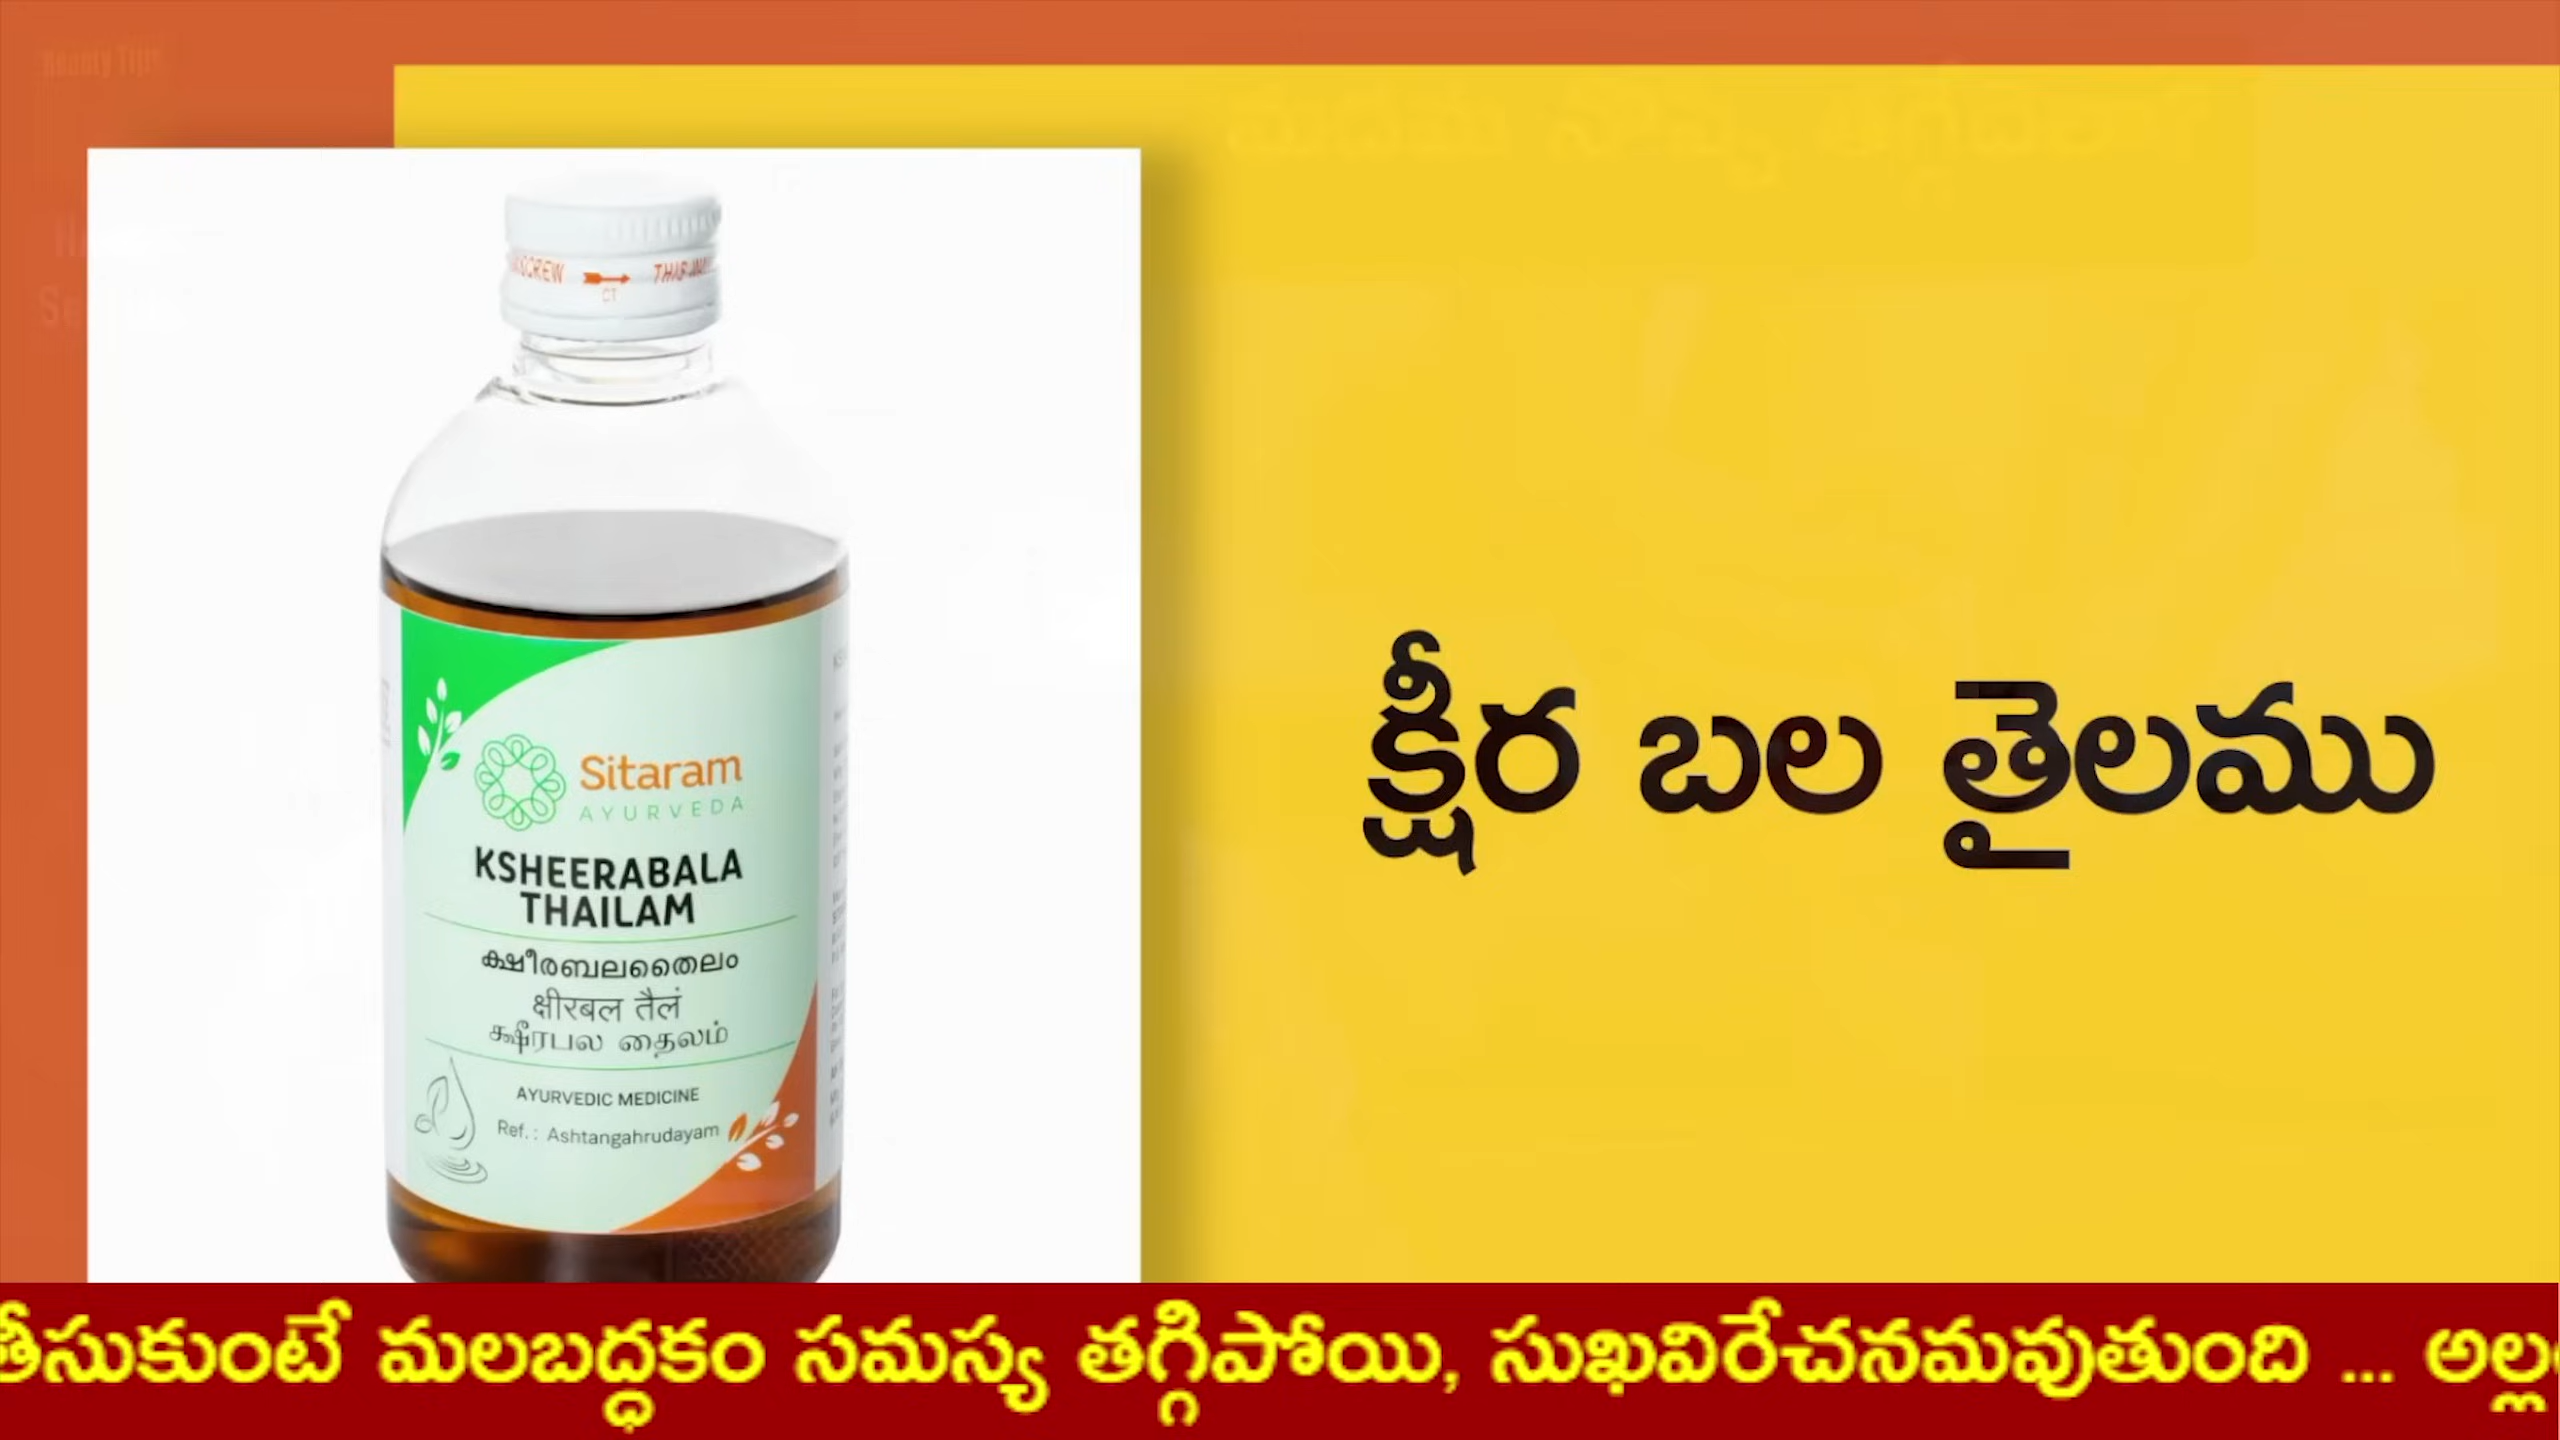 క్షీర బల తైలము
Sitaram
AYURVEDA
KSHEERABALA
THAILAM
ക്ഷീരബലതൈലം
क्षीरबल तैलं
க்ஷீரபல தைலம்
AYURVEDIC MEDICINE
Ref.: Ashtangahrudayam
తీసుకుంటే మలబద్ధకం సమస్య తగ్గిపోయి, సుఖవిరేచనమవుతుంది ...